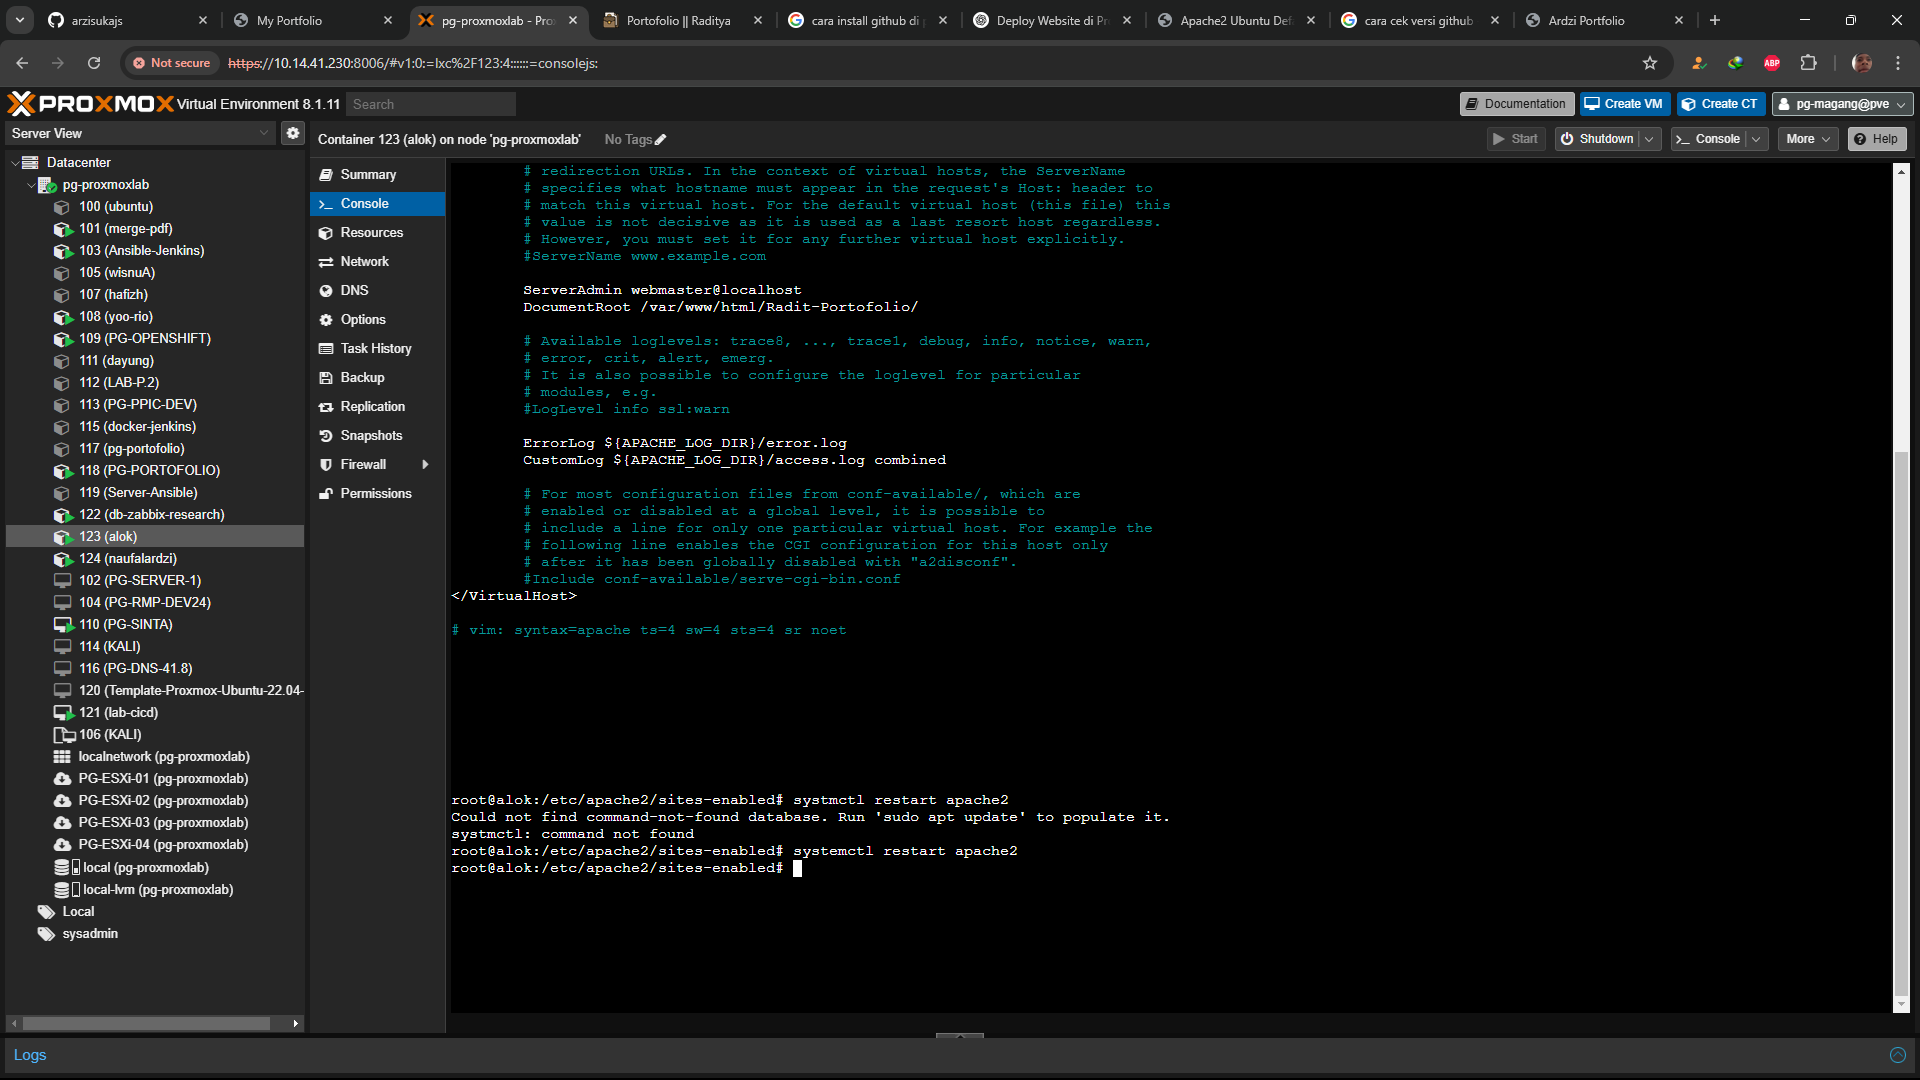 arzisukajs
My Portfolio
pg-proxmoxlab - Pro
Portofolio || Raditya
cara install github di
Deploy Website di Pr
Apache2 Ubuntu Def
cara cek versi github
Ardzi Portfolio
Not secure
https://10.14.41.230:8006/#v1:0:=lxc%2F123:4::::::=consolejs:
ABP
PROXMOX Virtual Environment 8.1.11
Search
Documentation
Create VM
Create CT
pg-magang@pve
Server View
Container 123 (alok) on node 'pg-proxmoxlab'
No Tags
Start
Shutdown
Console
More
Help
Datacenter
pg-proxmoxlab
100 (ubuntu)
101 (merge-pdf)
103 (Ansible-Jenkins)
105 (wisnuA)
107 (hafizh)
108 (yoo-rio)
109 (PG-OPENSHIFT)
111 (dayung)
112 (LAB-P.2)
113 (PG-PPIC-DEV)
115 (docker-jenkins)
117 (pg-portofolio)
118 (PG-PORTOFOLIO)
119 (Server-Ansible)
122 (db-zabbix-research)
123 (alok)
124 (naufalardzi)
102 (PG-SERVER-1)
104 (PG-RMP-DEV24)
110 (PG-SINTA)
114 (KALI)
116 (PG-DNS-41.8)
120 (Template-Proxmox-Ubuntu-22.04-
121 (lab-cicd)
106 (KALI)
localnetwork (pg-proxmoxlab)
PG-ESXi-01 (pg-proxmoxlab)
PG-ESXi-02 (pg-proxmoxlab)
PG-ESXi-03 (pg-proxmoxlab)
PG-ESXi-04 (pg-proxmoxlab)
local (pg-proxmoxlab)
local-lvm (pg-proxmoxlab)
Local
sysadmin
Summary
Console
Resources
Network
DNS
Options
Task History
Backup
Replication
Snapshots
Firewall
Permissions
# redirection URLs. In the context of virtual hosts, the ServerName
# specifies what hostname must appear in the request's Host: header to
# match this virtual host. For the default virtual host (this file) this
# value is not decisive as it is used as a last resort host regardless.
# However, you must set it for any further virtual host explicitly.
#ServerName www.example.com
ServerAdmin webmaster@localhost
DocumentRoot /var/www/html/Radit-Portofolio/
# Available loglevels: trace8, ..., trace1, debug, info, notice, warn,
# error, crit, alert, emerg.
# It is also possible to configure the loglevel for particular
# modules, e.g.
#LogLevel info ssl:warn
ErrorLog ${APACHE_LOG_DIR}/error.log
CustomLog ${APACHE_LOG_DIR}/access.log combined
# For most configuration files from conf-available/, which are
# enabled or disabled at a global level, it is possible to
# include a line for only one particular virtual host. For example the
# following line enables the CGI configuration for this host only
# after it has been globally disabled with "a2disconf".
#Include conf-available/serve-cgi-bin.conf
</VirtualHost>
# vim: syntax=apache ts=4 sw=4 sts=4 sr noet
root@alok:/etc/apache2/sites-enabled# systmctl restart apache2
Could not find command-not-found database. Run 'sudo apt update' to populate it.
systmctl: command not found
root@alok:/etc/apache2/sites-enabled# systemctl restart apache2
root@alok:/etc/apache2/sites-enabled#
Logs